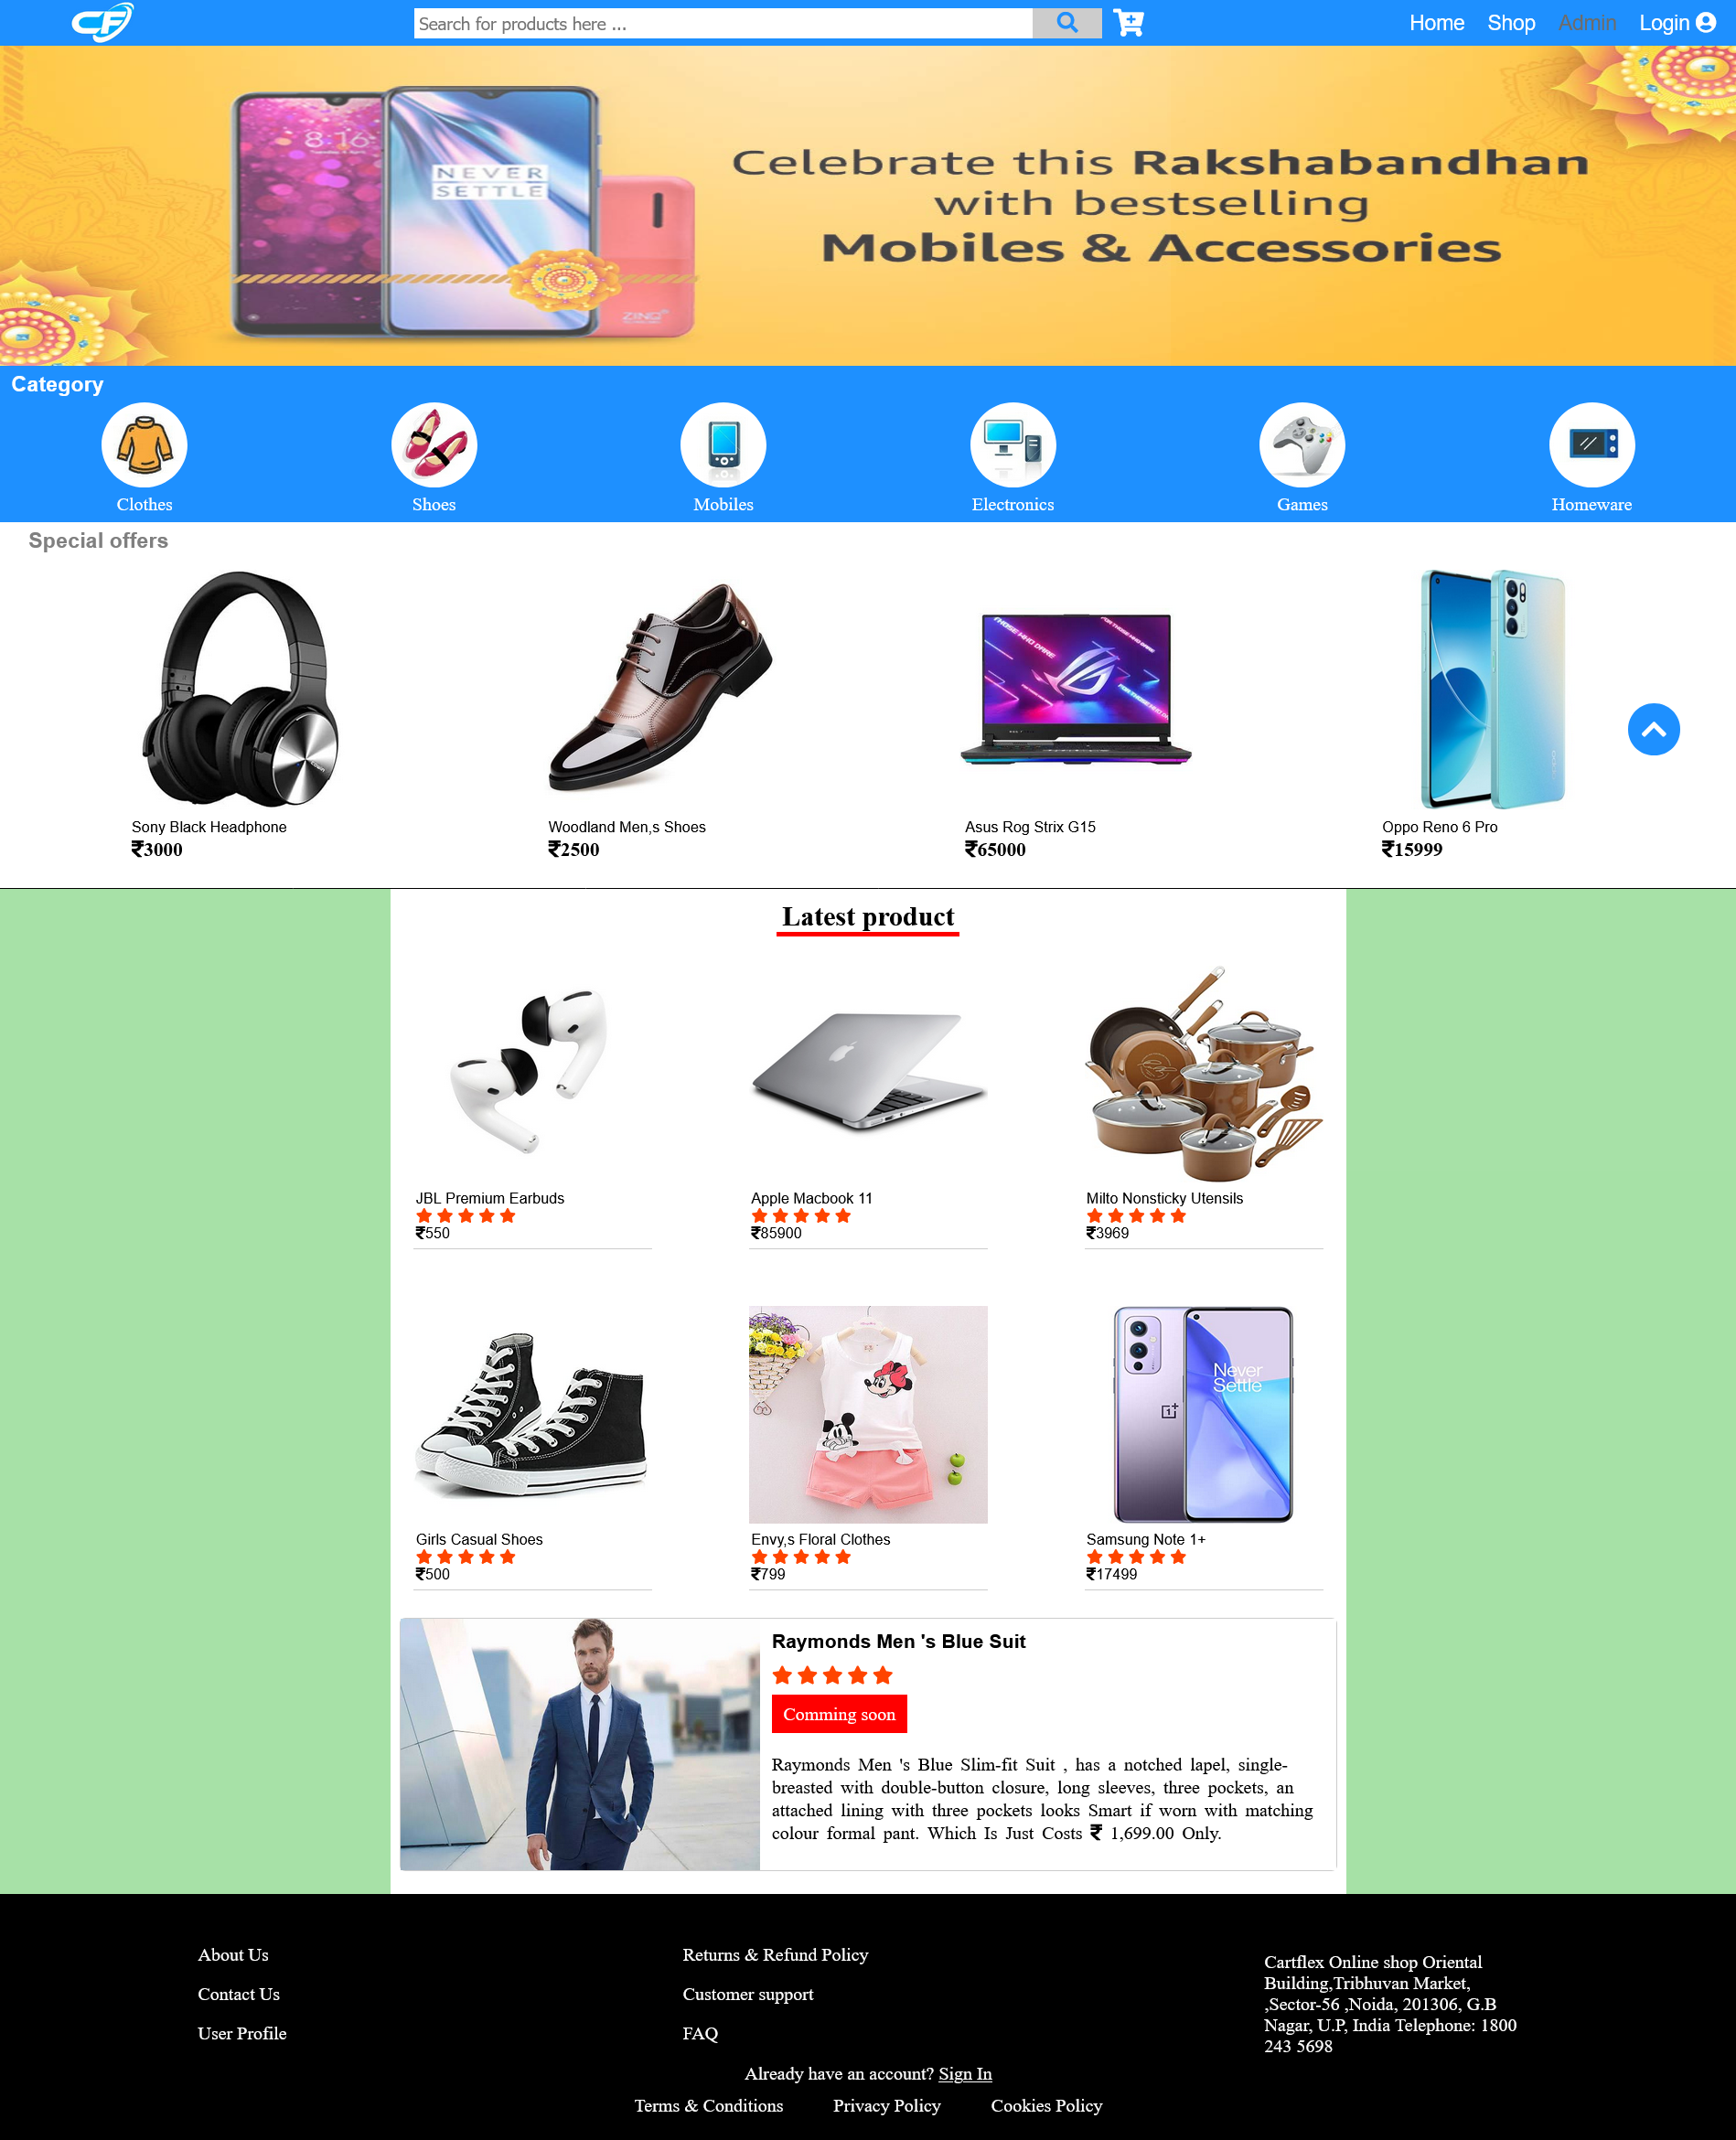 CF
Search for products here ...
Home Shop Admin Login
8:16
NEVER
SETTLE
Celebrate this Rakshabandhan
with bestselling
Mobiles & Accessories
Category
Clothes Shoes Mobiles Electronics Games Homeware
Special offers
Sony Black Headphone
₹3000
Woodland Men,s Shoes
₹2500
Asus Rog Strix G15
₹65000
Oppo Reno 6 Pro
₹15999
Latest product
JBL Premium Earbuds
₹550
Apple Macbook 11
₹85900
Milto Nonsticky Utensils
₹3969
Never
Settle
Girls Casual Shoes
₹500
Envy,s Floral Clothes
₹799
Samsung Note 1+
₹17499
Raymonds Men 's Blue Suit
Comming soon
Raymonds Men 's Blue Slim-fit Suit , has a notched lapel, single-
breasted with double-button closure, long sleeves, three pockets, an
attached lining with three pockets looks Smart if worn with matching
colour formal pant. Which Is Just Costs ₹ 1,699.00 Only.
About Us
Contact Us
User Profile
Returns & Refund Policy
Customer support
FAQ
Cartflex Online shop Oriental
Building,Tribhuvan Market,
,Sector-56 ,Noida, 201306, G.B
Nagar, U.P, India Telephone: 1800
243 5698
Already have an account? Sign In
Terms & Conditions Privacy Policy Cookies Policy